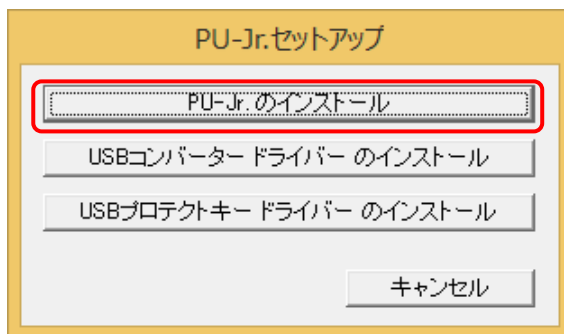 PU-Jr.セットアップ
PU-Jr.のインストール
USBコンバーター ドライバー のインストール
USBプロテクトキー ドライバー のインストール
キャンセル